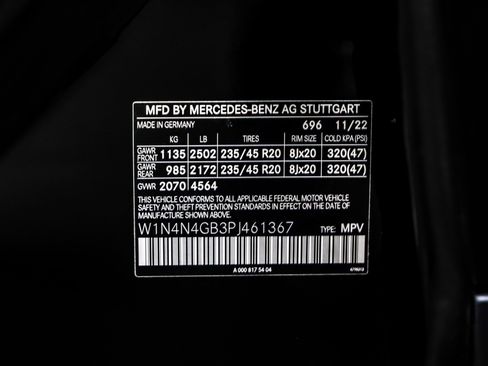 MFD BY MERCEDES-BENZ AG STUTTGART
MADE IN GERMANY 696 11/22
KG LB TIRES RIM SIZE COLD KPA (PSI)
GAWR FRONT 1135 2502 235/45 R20 8Jx20 320(47)
GAWR REAR 985 2172 235/45 R20 8Jx20 320(47)
GVWR 2070 4564
THIS VEHICLE CONFORMS TO ALL APPLICABLE FEDERAL MOTOR VEHICLE
SAFETY AND THEFT PREVENTION STANDARDS IN EFFECT ON THE DATE
OF MANUFACTURE SHOWN ABOVE.
W1N4N4GB3PJ461367 TYPE: MPV
A 000 817 54 04